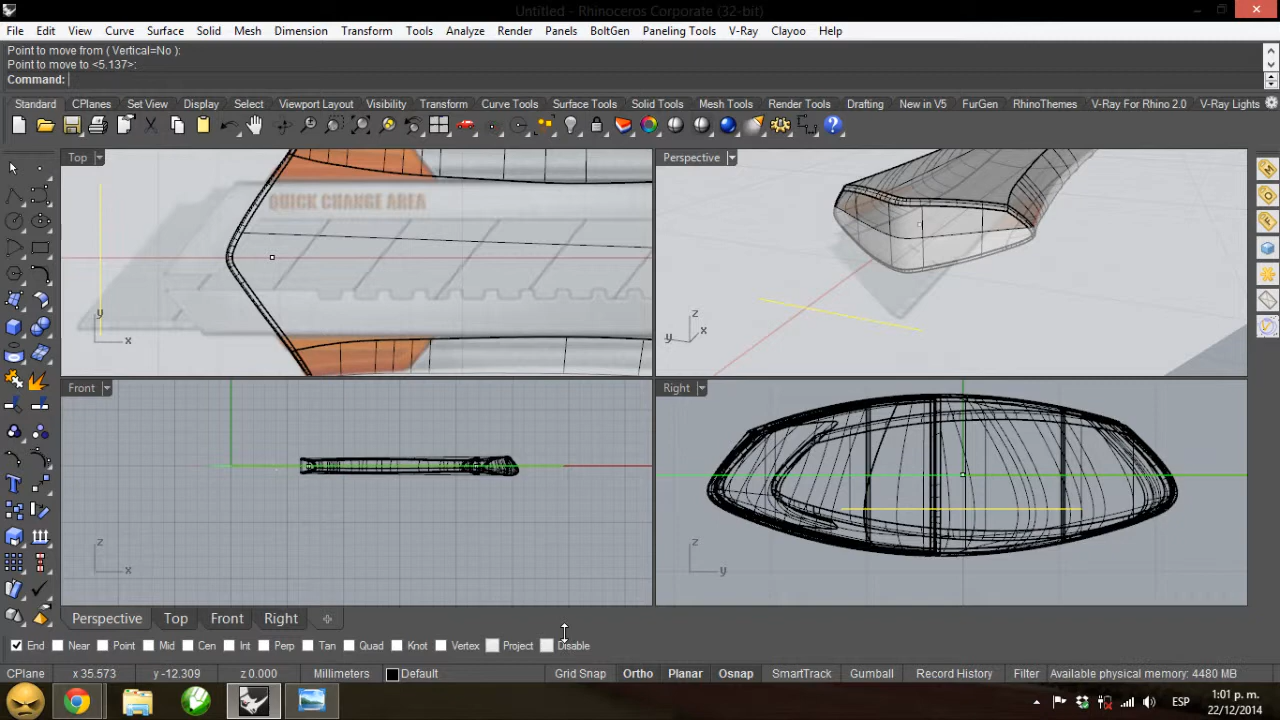 Untitled - Rhinoceros Corporate (32-bit)
File Edit View Curve Surface Solid Mesh Dimension Transform Tools Analyze Render Panels BoltGen Paneling Tools V-Ray Clayoo Help
Point to move from ( Vertical=No ):
Point to move to <5.137>:
Command:
Standard CPlanes Set View Display Select Viewport Layout Visibility Transform Curve Tools Surface Tools Solid Tools Mesh Tools Render Tools Drafting New in V5 FurGen RhinoThemes V-Ray For Rhino 2.0 V-Ray Lights
Top
Perspective
QUICK CHANGE AREA
y
x
z
x
y
Front
Right
z
x
z
y
Perspective Top Front Right
End Near Point Mid Cen Int Perp Tan Quad Knot Vertex Project Disable
CPlane x 35.573 y -12.309 z 0.000 Millimeters Default Grid Snap Ortho Planar Osnap SmartTrack Gumball Record History Filter Available physical memory: 4480 MB
ESP
1:01 p. m.
22/12/2014